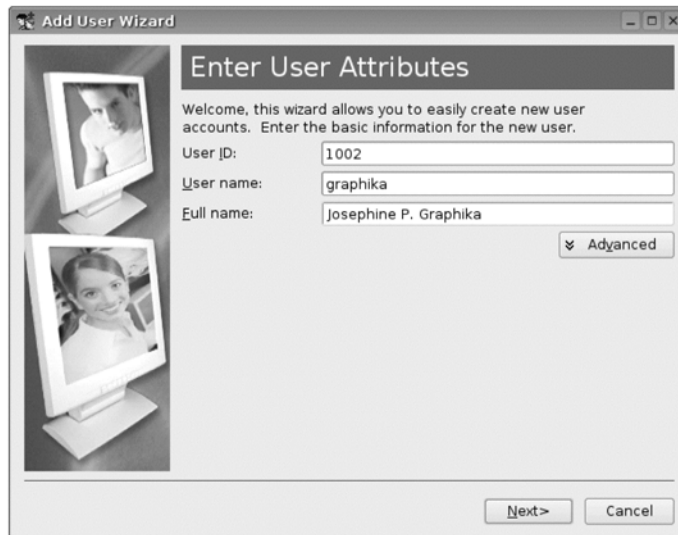 Add User Wizard
Enter User Attributes
Welcome, this wizard allows you to easily create new user
accounts. Enter the basic information for the new user.
User ID: 1002
User name: graphika
Full name: Josephine P. Graphika
Advanced
Next>
Cancel